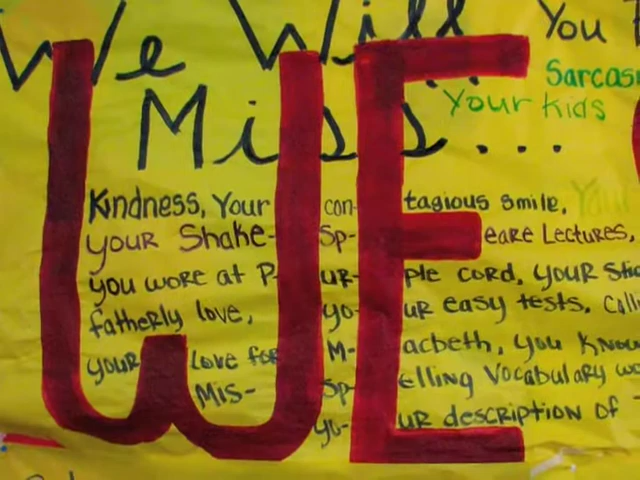 We Will
Miss...
You
Sarcas
Your Kids
WE
Kindness, Your con- tagious smile.
your Shake- Sp- eare Lectures,
you wore at P- ur- ple cord, your
fatherly love, yo- ur easy tests.
your love for M- acbeth, you Know
Mis- Sp- elling Vocabulary
yo- ur description of